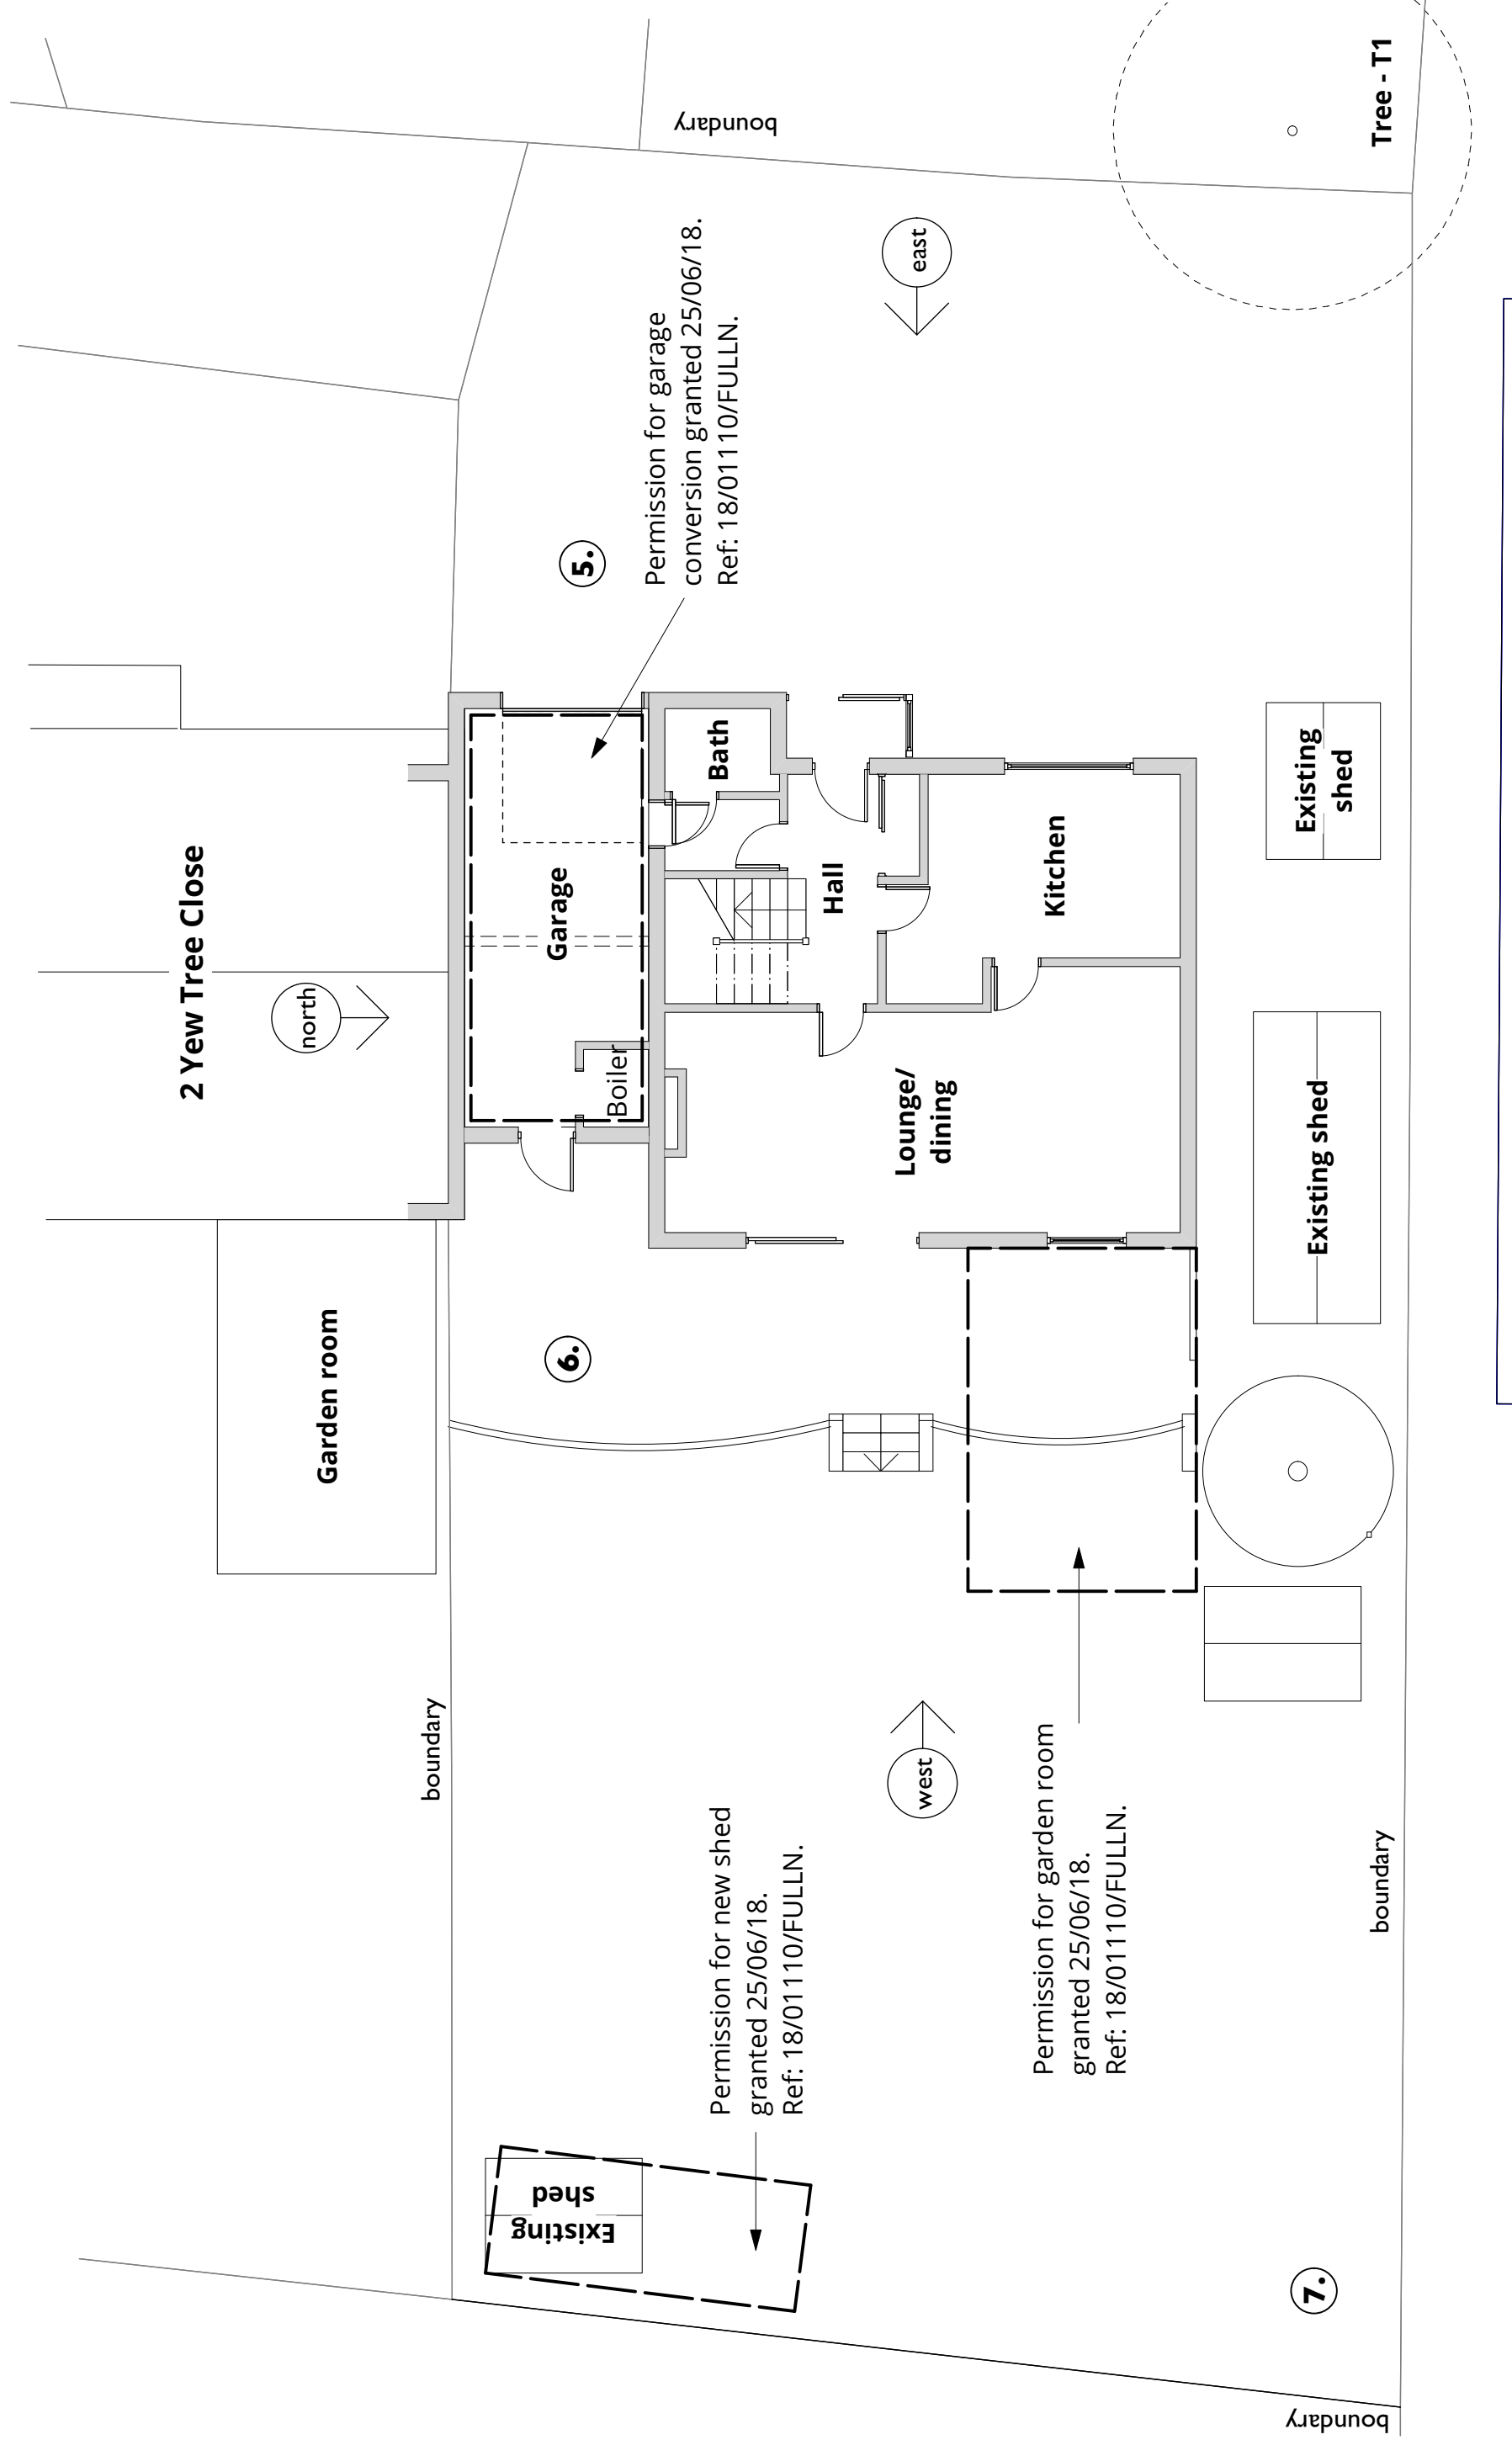 2 Yew Tree Close
north
Garden room
boundary
Existing
shed
Garage
Boiler
5.
6.
Permission for garage
conversion granted 25/06/18.
Ref: 18/01110/FULLN.
boundary
Bath
Hall
Kitchen
Lounge/
dining
east
west
Permission for new shed
granted 25/06/18.
Ref: 18/01110/FULLN.
Permission for garden room
granted 25/06/18.
Ref: 18/01110/FULLN.
Existing
shed
Existing shed
Tree - T1
boundary
7.
boundary